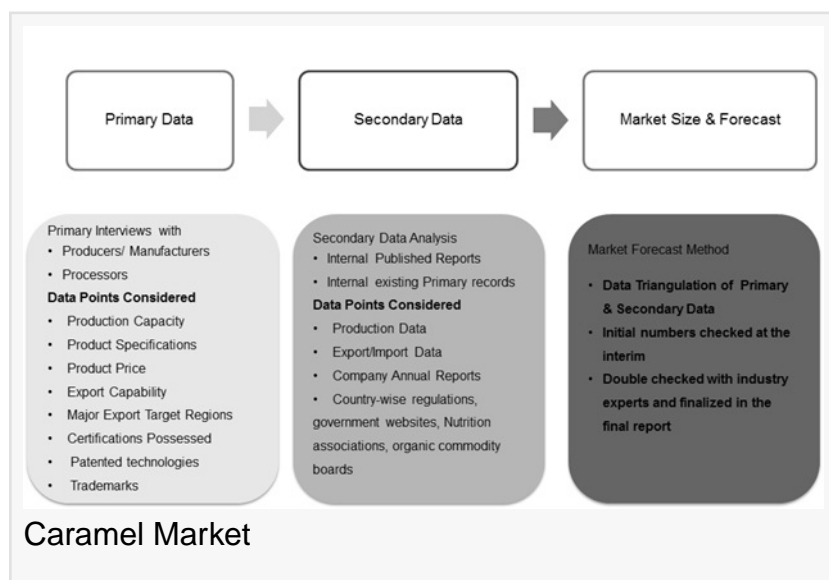 Primary Data
Secondary Data
Market Size & Forecast
Primary Interviews with
• Producers/ Manufacturers
• Processors
Data Points Considered
• Production Capacity
• Product Specifications
• Product Price
• Export Capability
• Major Export Target Regions
• Certifications Possessed
• Patented technologies
• Trademarks
Secondary Data Analysis
• Internal Published Reports
• Internal existing Primary records
Data Points Considered
• Production Data
• Export/Import Data
• Company Annual Reports
• Country-wise regulations,
government websites, Nutrition
associations, organic commodity
boards
Market Forecast Method
• Data Triangulation of Primary
& Secondary Data
• Initial numbers checked at the
interim
• Double checked with industry
experts and finalized in the
final report
Caramel Market